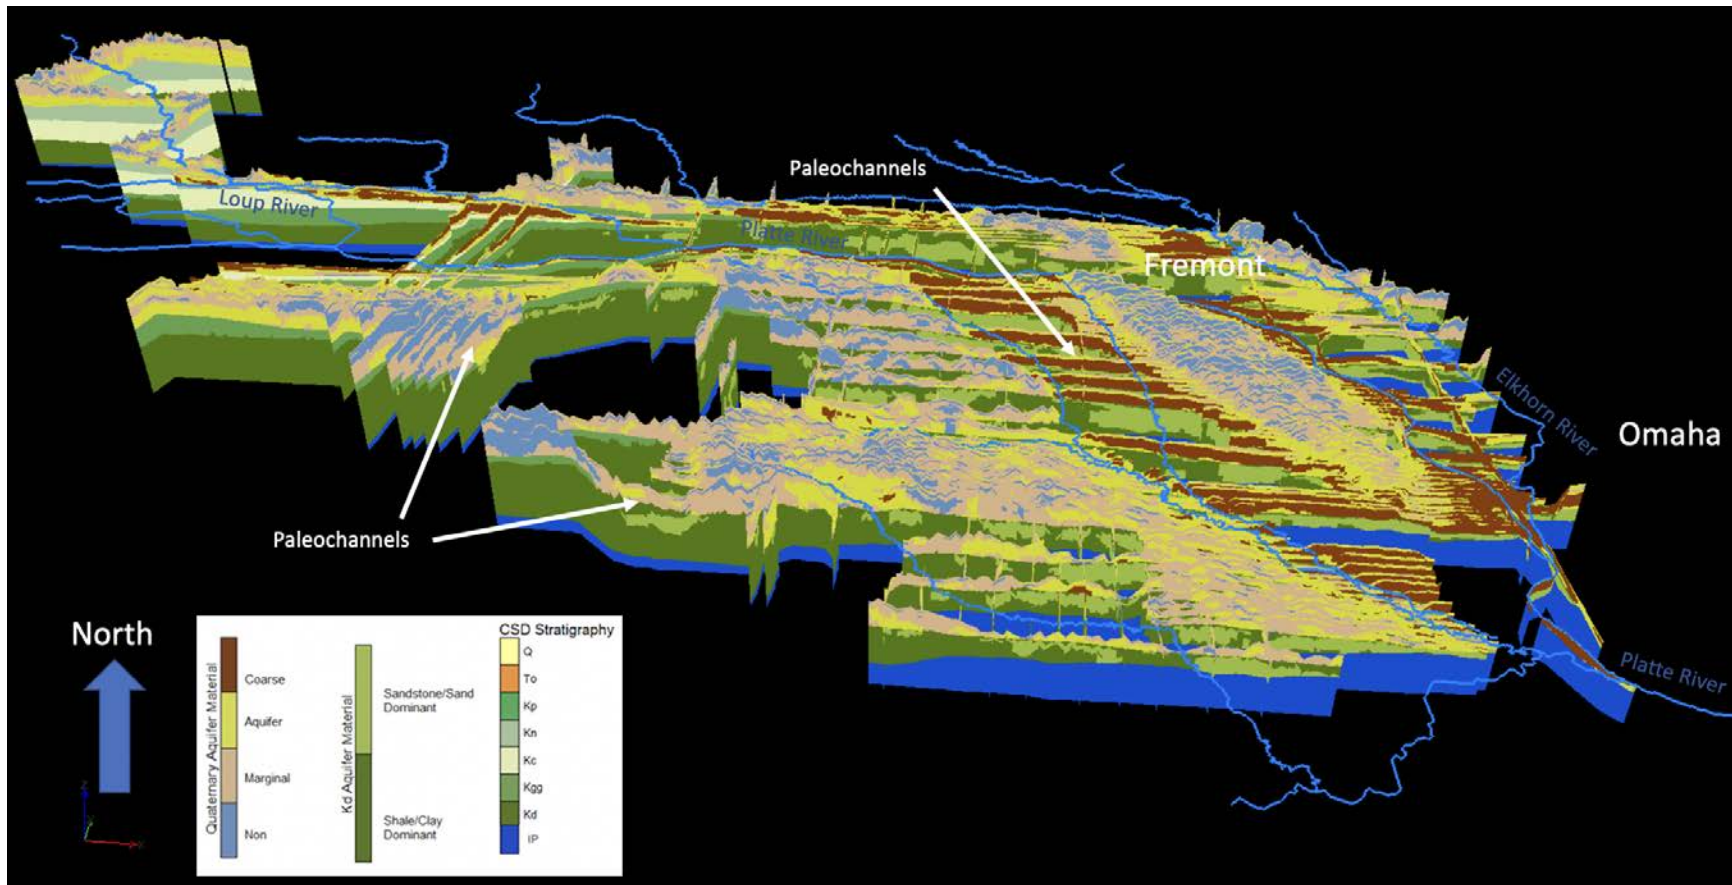 Paleochannels
Loup River
Platte River
Fremont
Elkhorn River
Omaha
Paleochannels
North
Platte River
Quaternary Aquifer Material
Coarse
Aquifer
Marginal
Non
Kd Aquifer Material
Sandstone/Sand
Dominant
Shale/Clay
Dominant
CSD Stratigraphy
Q
To
Kp
Kn
Kc
Kgg
Kd
IP
Z